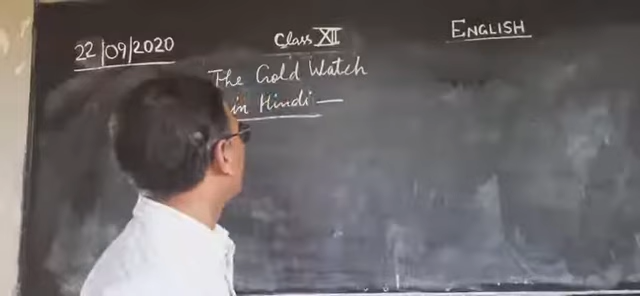 22/09/2020
Class XII
ENGLISH
The Gold Watch
in Hindi —